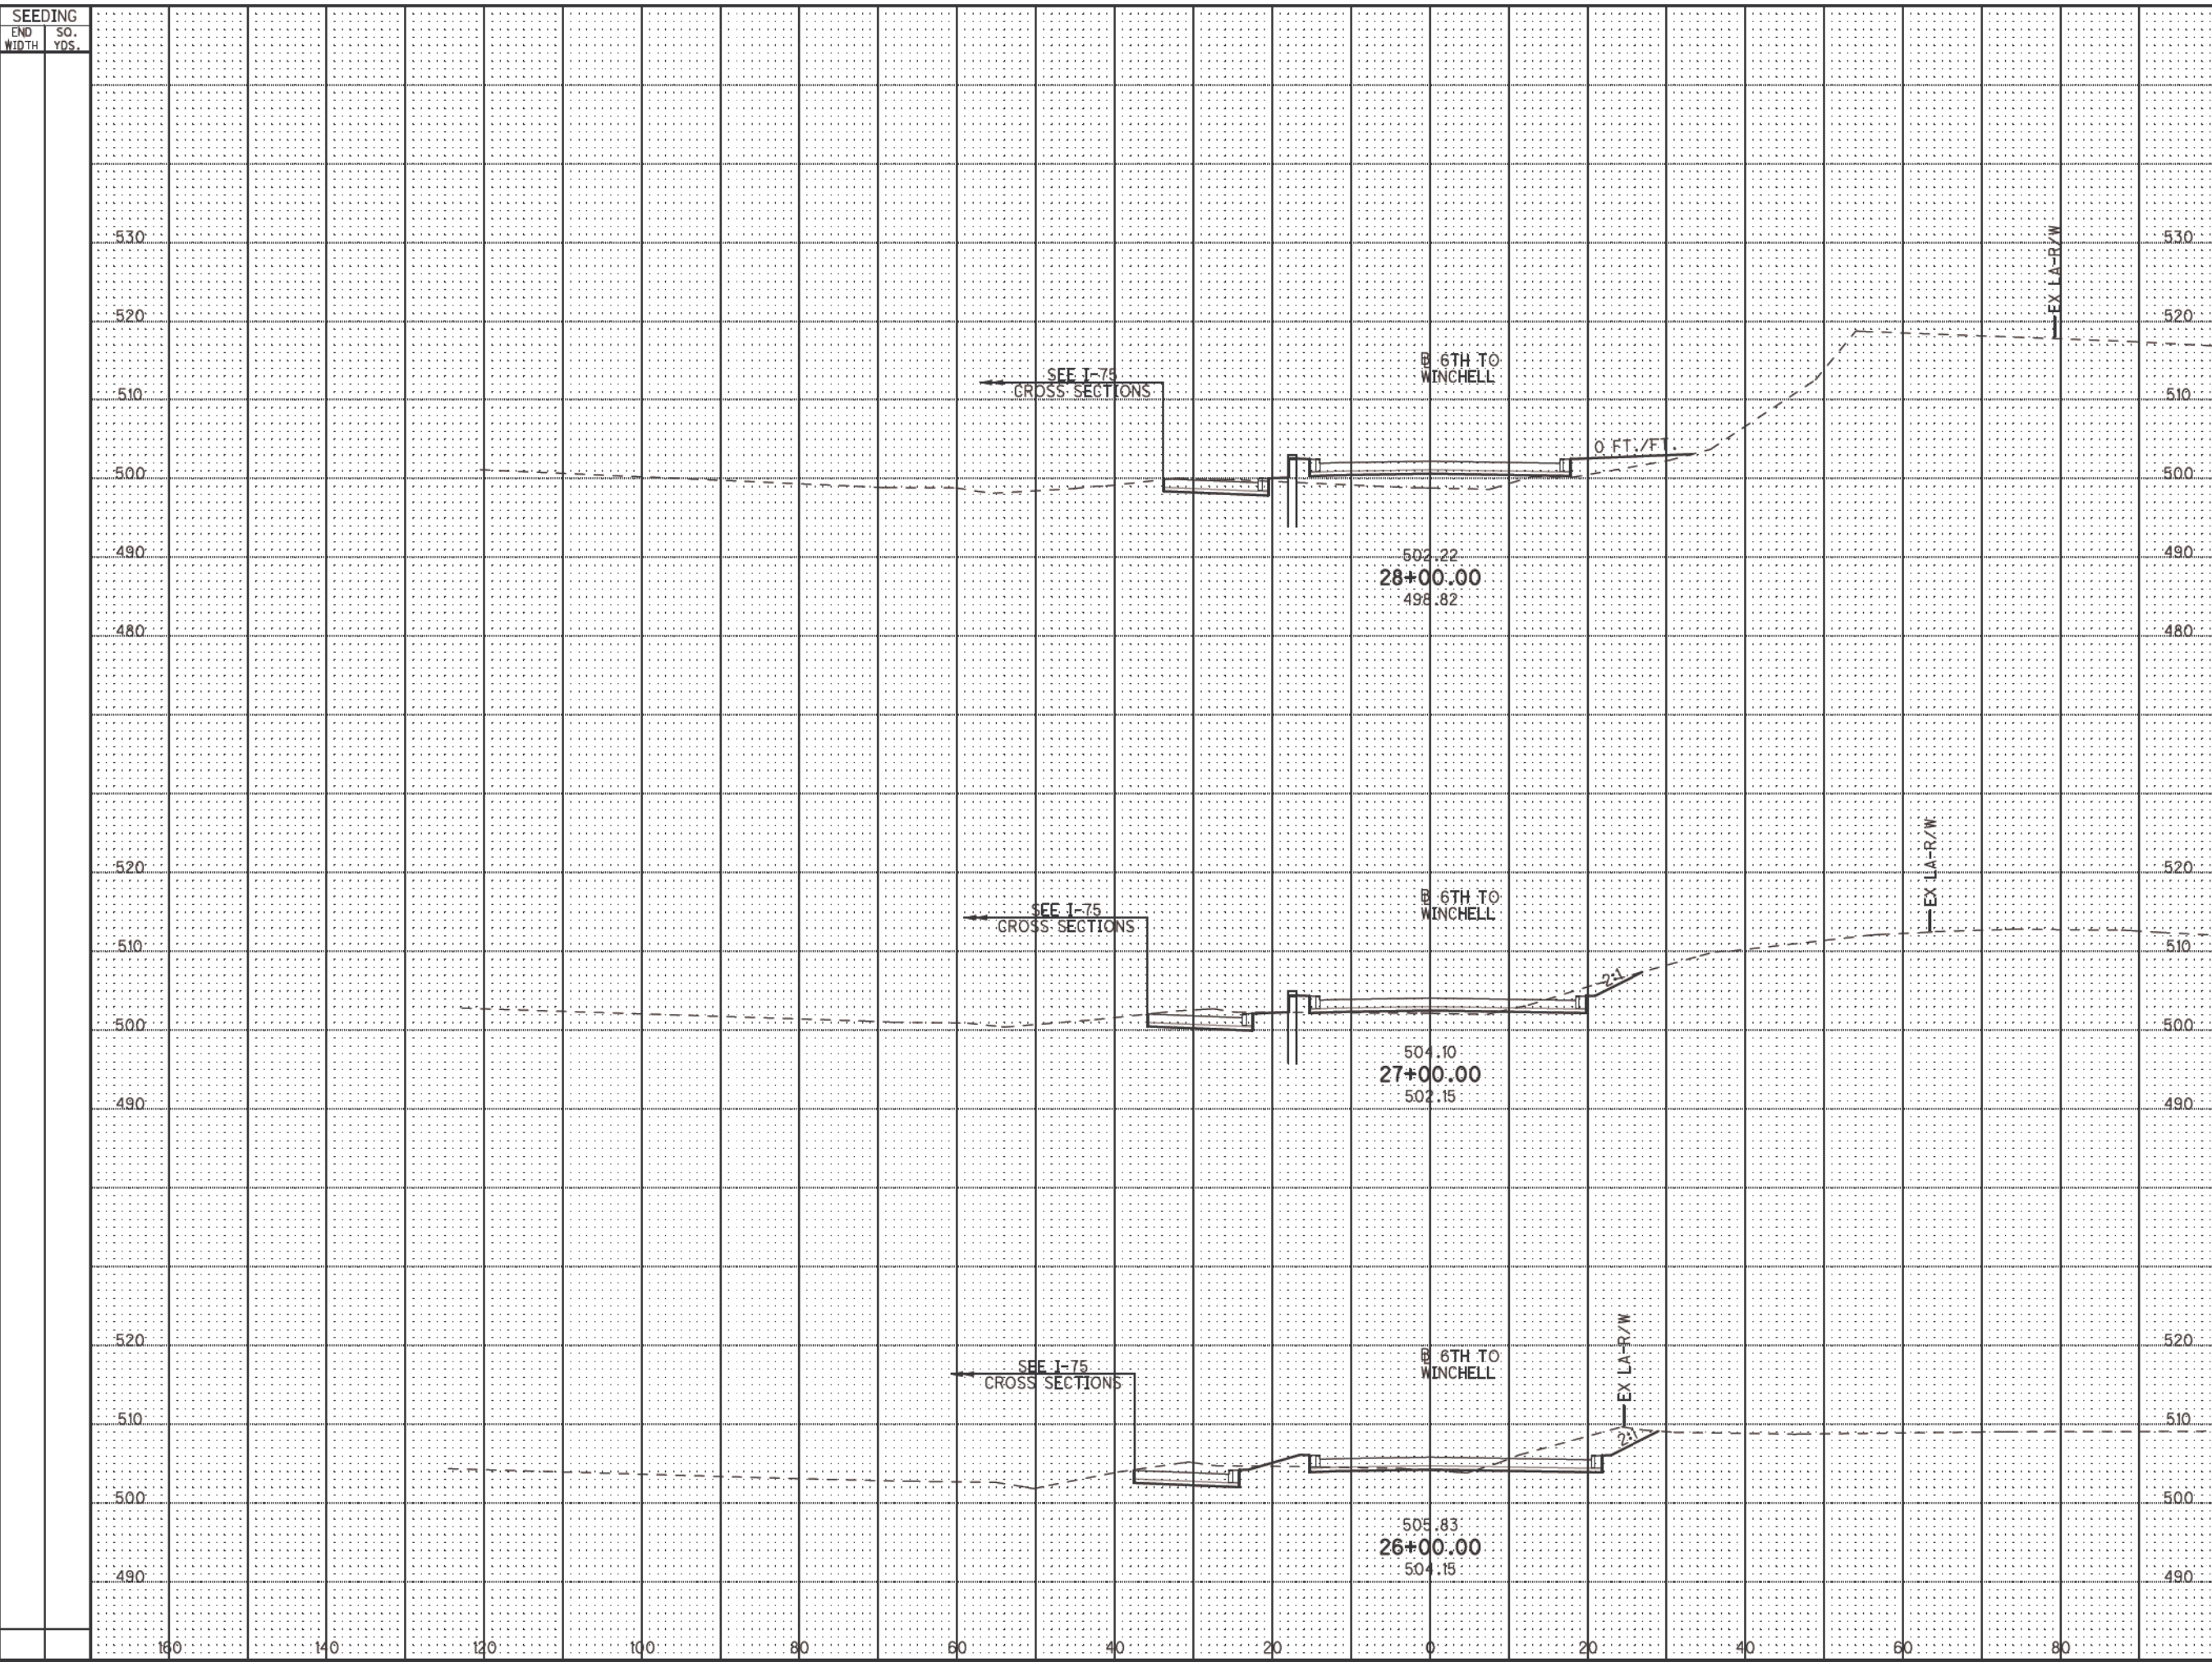 SEEDING
END WIDTH
SQ. YDS.
530 530
EX LA-R/W
520 520
B 6TH TO
WINCHELL
SEE I-75
CROSS SECTIONS
510 510
0 FT./FT.
500 500
490 490
502.22
28+00.00
498.82
480 480
EX LA-R/W
520 520
B 6TH TO
WINCHELL
SEE I-75
CROSS SECTIONS
510 510
2:1
500 500
504.10
27+00.00
502.15
490 490
EX LA-R/W
520 520
B 6TH TO
WINCHELL
SEE I-75
CROSS SECTIONS
510 510
2:1
500 500
505.83
26+00.00
504.15
490 490
160 140 120 100 80 60 40 20 0 20 40 60 80